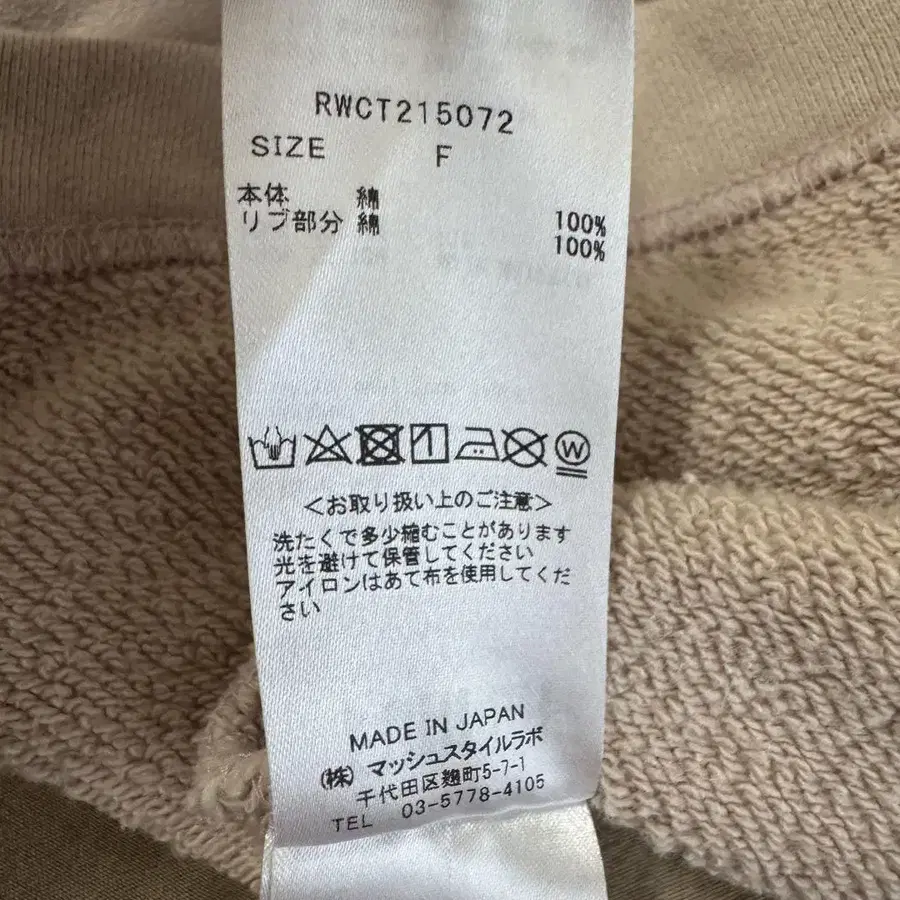 RWCT215072
SIZE F
本体 綿 100%
リブ部分 綿 100%
W
<お取り扱い上のご注意>
洗たくで多少縮むことがあります
光を避けて保管してください
アイロンはあて布を使用してくだ
さい
MADE IN JAPAN
(株) マッシュスタイルラボ
千代田区麹町5-7-1
TEL 03-5778-4105